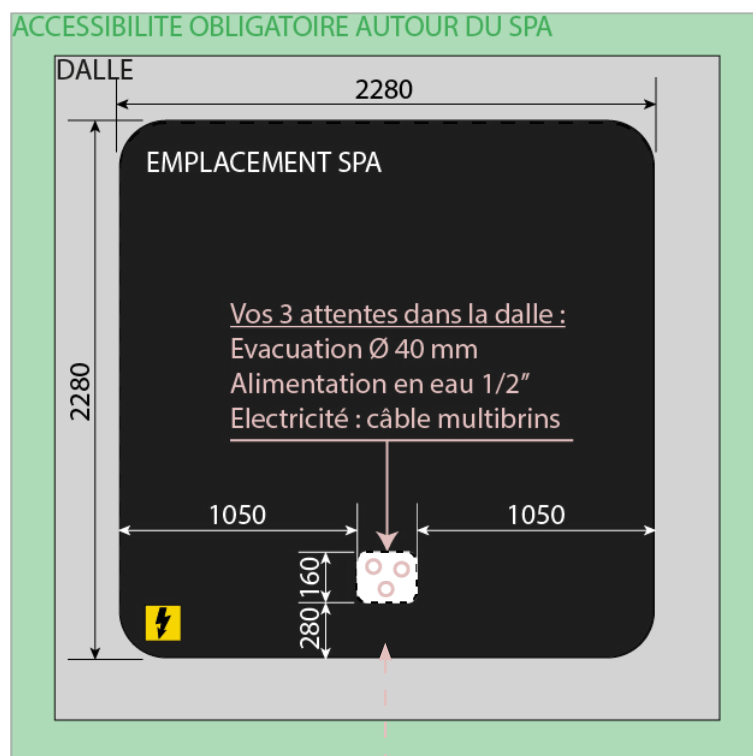 ACCESSIBILITE OBLIGATOIRE AUTOUR DU SPA
DALLE
2280
EMPLACEMENT SPA
Vos 3 attentes dans la dalle :
Evacuation Ø 40 mm
Alimentation en eau 1/2”
Electricité : câble multibrins
2280
1050
1050
160
280